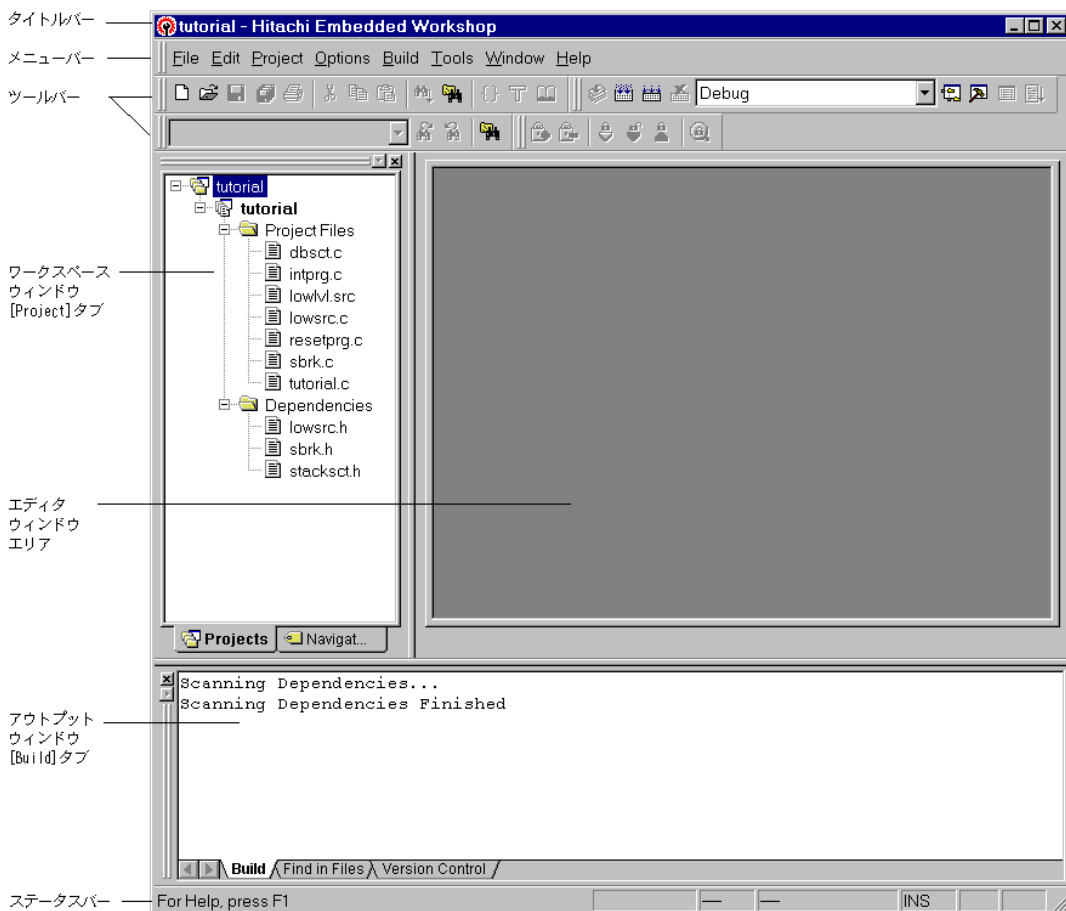 タイトルバー
tutorial - Hitachi Embedded Workshop
メニューバー
File Edit Project Options Build Tools Window Help
ツールバー
Debug
tutorial
tutorial
Project Files
dbsct.c
intprg.c
lowlvl.src
lowsrc.c
resetprg.c
sbrk.c
tutorial.c
Dependencies
lowsrc.h
sbrk.h
stacksct.h
ワークスペース
ウィンドウ
[Project]タブ
エディタ
ウィンドウ
エリア
Projects Navigat...
Scanning Dependencies...
Scanning Dependencies Finished
アウトプット
ウィンドウ
[Build]タブ
Build Find in Files Version Control
ステータスバー
For Help, press F1
INS